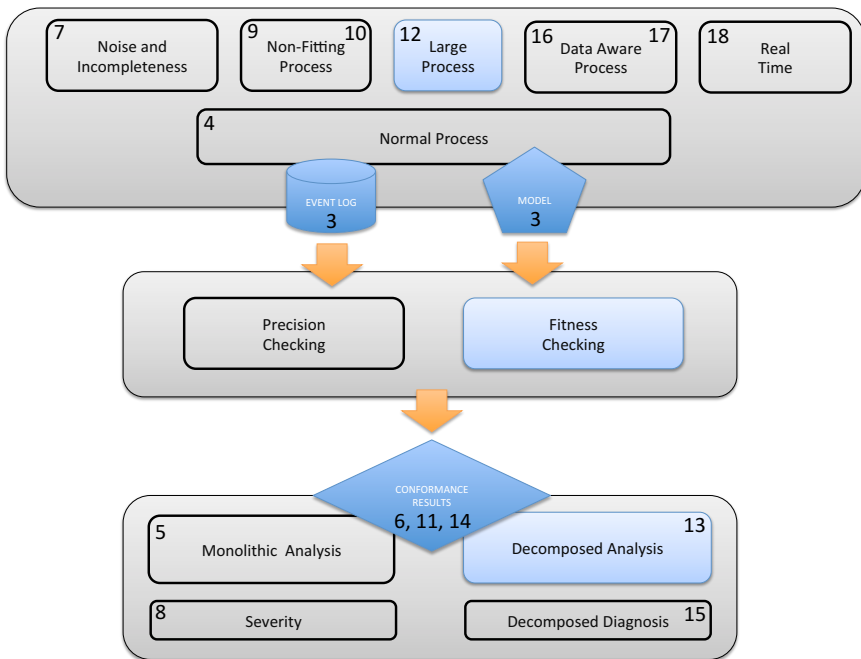 7
Noise and
Incompleteness
9
10
Non-Fitting
Process
12
Large
Process
16
17
Data Aware
Process
18
Real
Time
4
Normal Process
EVENT LOG
3
MODEL
3
Precision
Checking
Fitness
Checking
CONFORMANCE
RESULTS
6, 11, 14
5
Monolithic Analysis
13
Decomposed Analysis
8
Severity
15
Decomposed Diagnosis